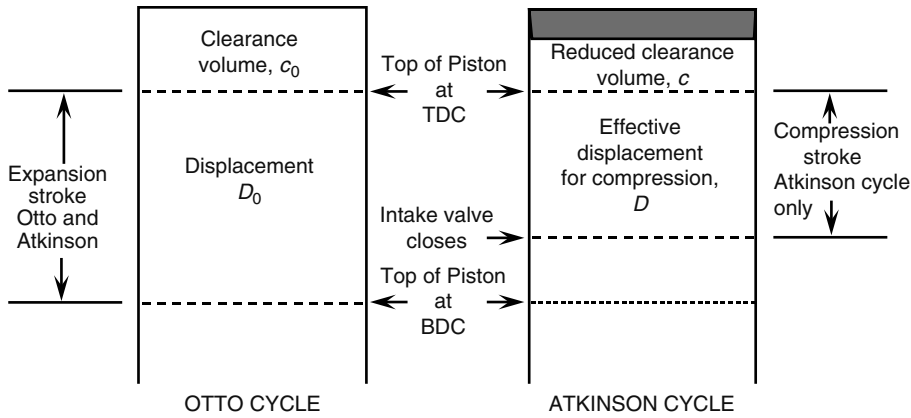 Clearance
volume, c0
Top of Piston
at
TDC
Reduced clearance
volume, c
Expansion
stroke
Otto and
Atkinson
Displacement
D0
Effective
displacement
for compression,
D
Compression
stroke
Atkinson cycle
only
Intake valve
closes
Top of Piston
at
BDC
OTTO CYCLE
ATKINSON CYCLE